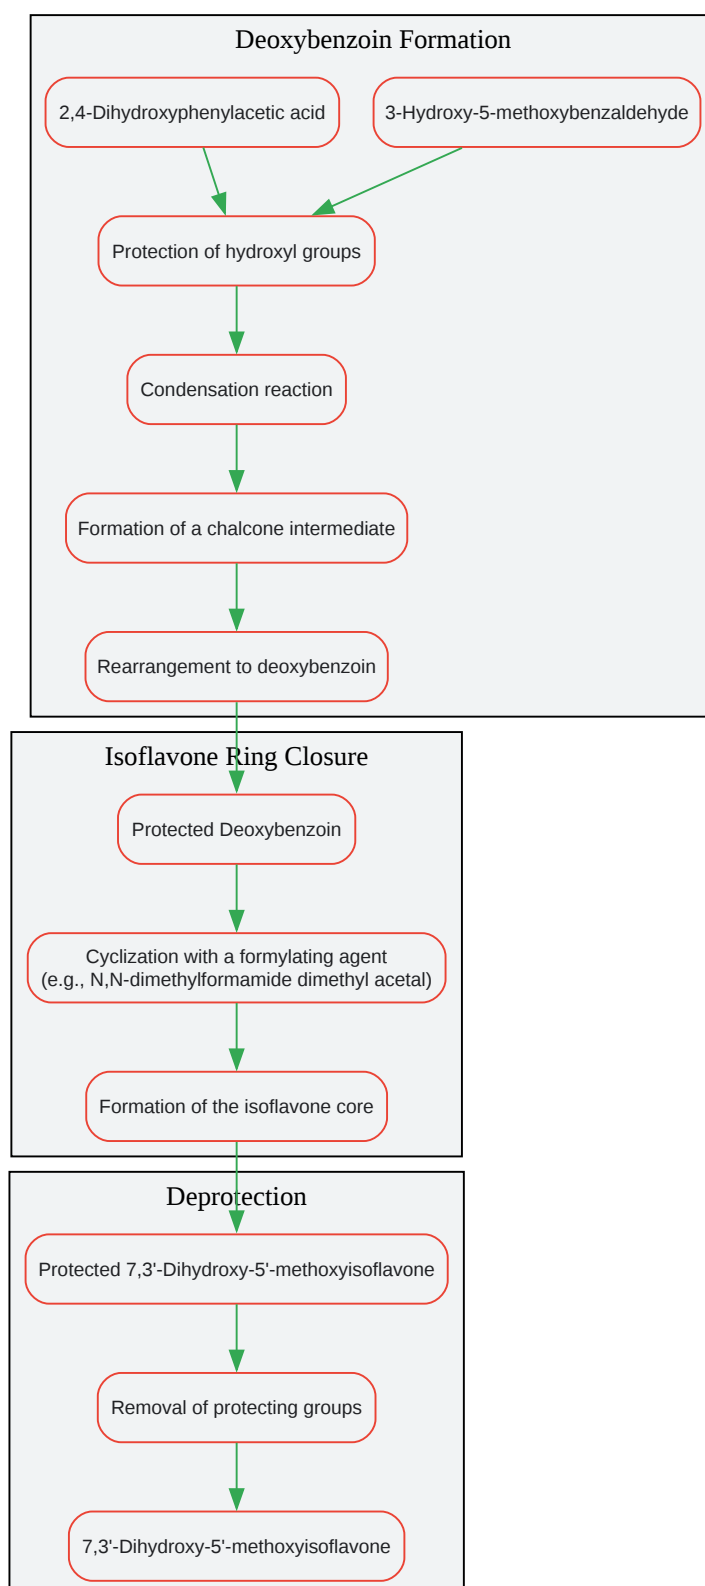 Deoxybenzoin Formation
2,4-Dihydroxyphenylacetic acid
3-Hydroxy-5-methoxybenzaldehyde
Protection of hydroxyl groups
Condensation reaction
Formation of a chalcone intermediate
Rearrangement to deoxybenzoin
Isoflavone Ring Closure
Protected Deoxybenzoin
Cyclization with a formylating agent
(e.g., N,N-dimethylformamide dimethyl acetal)
Formation of the isoflavone core
Deprotection
Protected 7,3'-Dihydroxy-5'-methoxyisoflavone
Removal of protecting groups
7,3'-Dihydroxy-5'-methoxyisoflavone